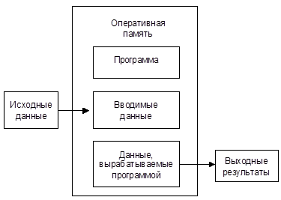 Оперативная
память
Программа
Исходные
данные
Вводимые
данные
Данные,
вырабатываемые
программой
Выходные
результаты